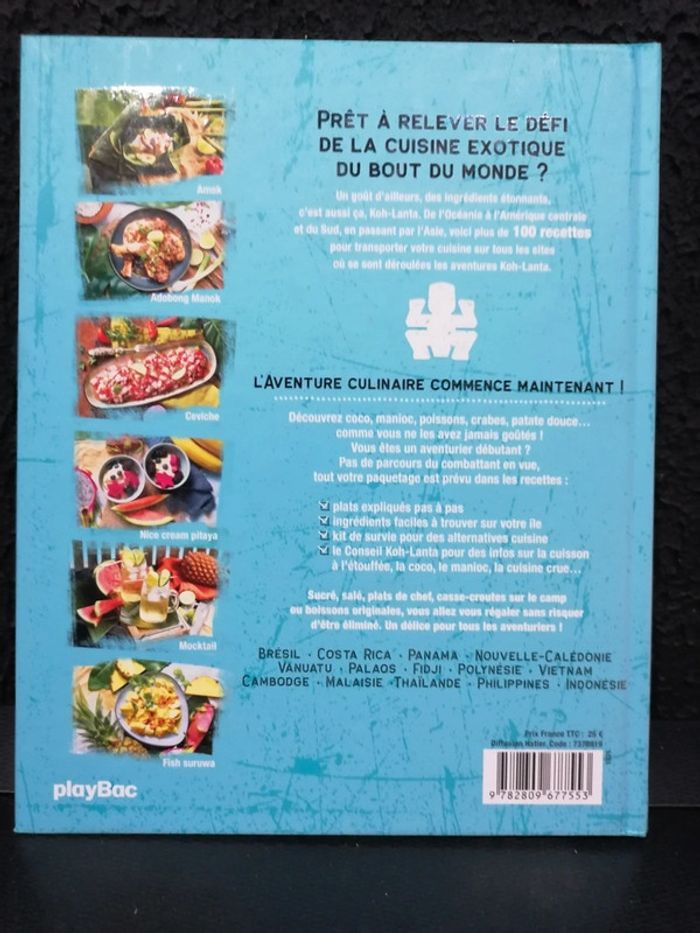 Amok
Adobong Manok
Ceviche
Nice cream pitaya
Mocktail
Fish suruwa
playBac
PRÊT À RELEVER LE DÉFI
DE LA CUISINE EXOTIQUE
DU BOUT DU MONDE ?
Un goût d'ailleurs, des ingrédients étonnants,
c'est aussi ça, Koh-Lanta. De l'Océanie à l'Amérique centrale
et du Sud, en passant par l'Asie, voici plus de 100 recettes
pour transporter votre cuisine sur tous les sites
où se sont déroulées les aventures Koh-Lanta.
L'AVENTURE CULINAIRE COMMENCE MAINTENANT !
Découvrez coco, manioc, poissons, crabes, patate douce...
comme vous ne les avez jamais goûtés !
Vous êtes un aventurier débutant ?
Pas de parcours du combattant en vue,
tout votre paquetage est prévu dans les recettes :
plats expliqués pas à pas
ingrédients faciles à trouver sur votre île
kit de survie pour des alternatives cuisine
le Conseil Koh-Lanta pour des infos sur la cuisson
à l'étouffée, la coco, le manioc, la cuisine crue...
Sucré, salé, plats de chef, casse-croutes sur le camp
ou boissons originales, vous allez vous régaler sans risquer
d'être éliminé. Un délice pour tous les aventuriers !
BRÉSIL · COSTA RICA · PANAMA · NOUVELLE-CALÉDONIE
VANUATU · PALAOS · FIDJI · POLYNÉSIE · VIETNAM
CAMBODGE · MALAISIE · THAÏLANDE · PHILIPPINES · INDONÉSIE
Prix France TTC : 25 €
Diffusion Hatier. Code : 7378819
9 782809 677553